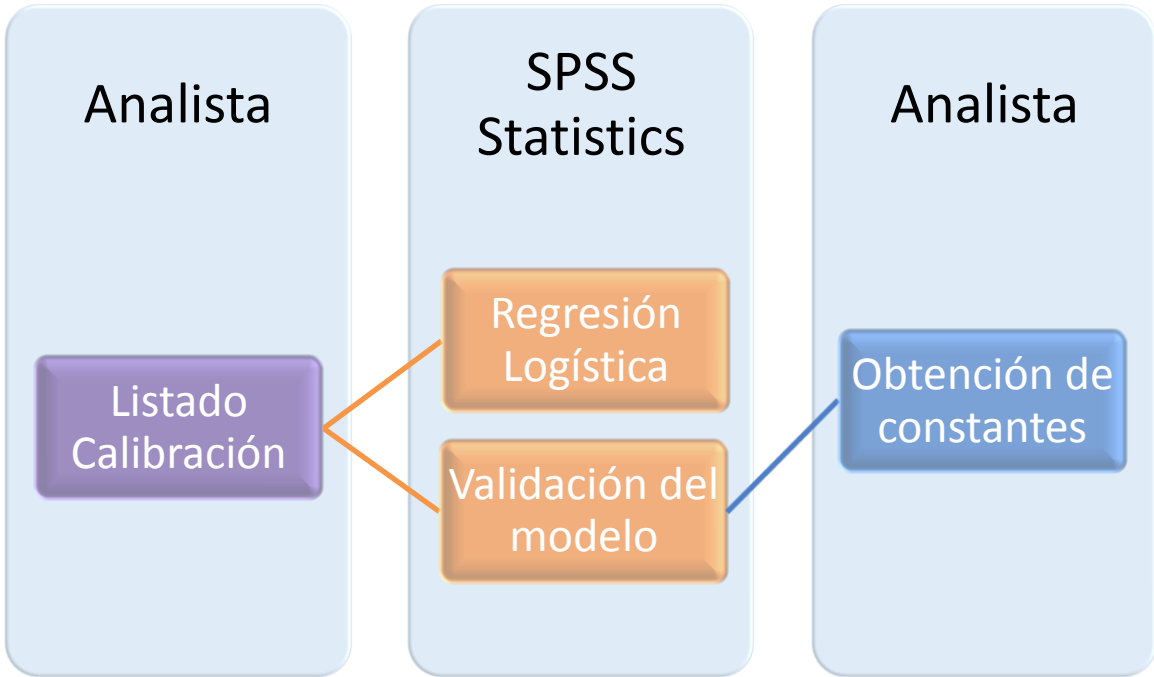 Analista
SPSS
Statistics
Analista
Listado
Calibración
Regresión
Logística
Validación del
modelo
Obtención de
constantes